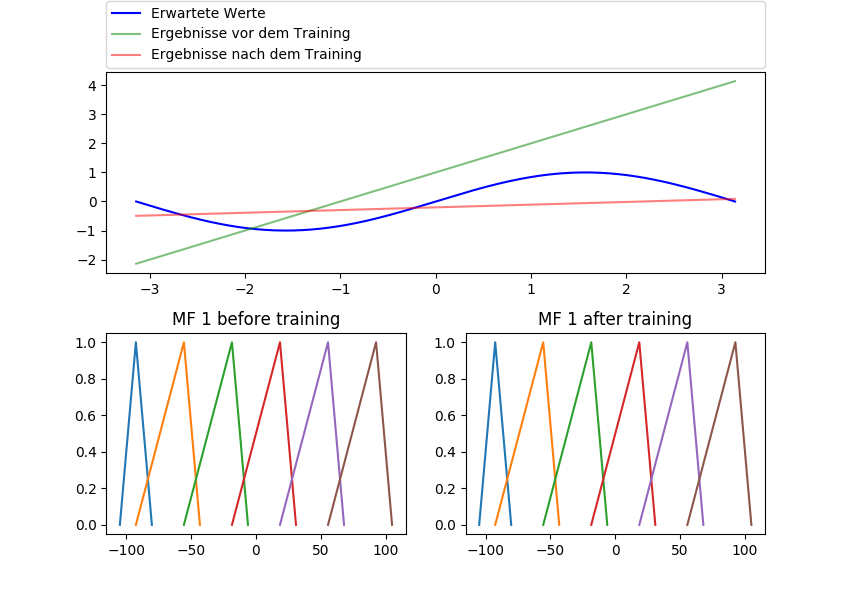 Erwartete Werte
Ergebnisse vor dem Training
Ergebnisse nach dem Training
4
3
2
1
0
−1
−2
−3 −2 −1 0 1 2 3
MF 1 before training
MF 1 after training
1.0
0.8
0.6
0.4
0.2
0.0
−100 −50 0 50 100
1.0
0.8
0.6
0.4
0.2
0.0
−100 −50 0 50 100